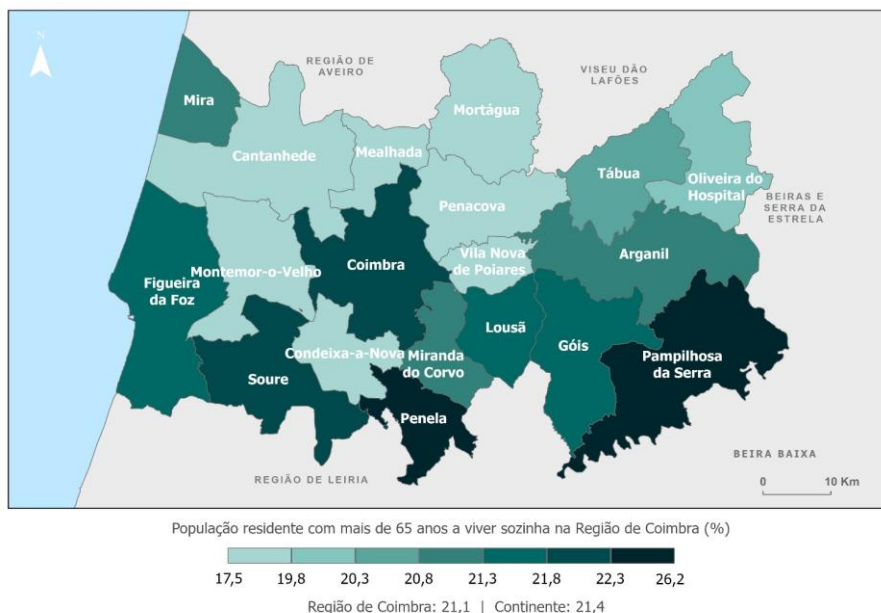 N
REGIÃO DE
AVEIRO
VISEU DÃO
LAFÕES
Mira
Mortágua
Cantanhede
Mealhada
Tábua
Oliveira do
Hospital
BEIRAS E
SERRA DA
ESTRELA
Penacova
Vila Nova
de Poiares
Arganil
Coimbra
Montemor-o-Velho
Figueira
da Foz
Lousã
Góis
Condeixa-a-Nova
Miranda
do Corvo
Pampilhosa
da Serra
Soure
Penela
BEIRA BAIXA
REGIÃO DE LEIRIA
0 10 Km
População residente com mais de 65 anos a viver sozinha na Região de Coimbra (%)
17,5 19,8 20,3 20,8 21,3 21,8 22,3 26,2
Região de Coimbra: 21,1 | Continente: 21,4